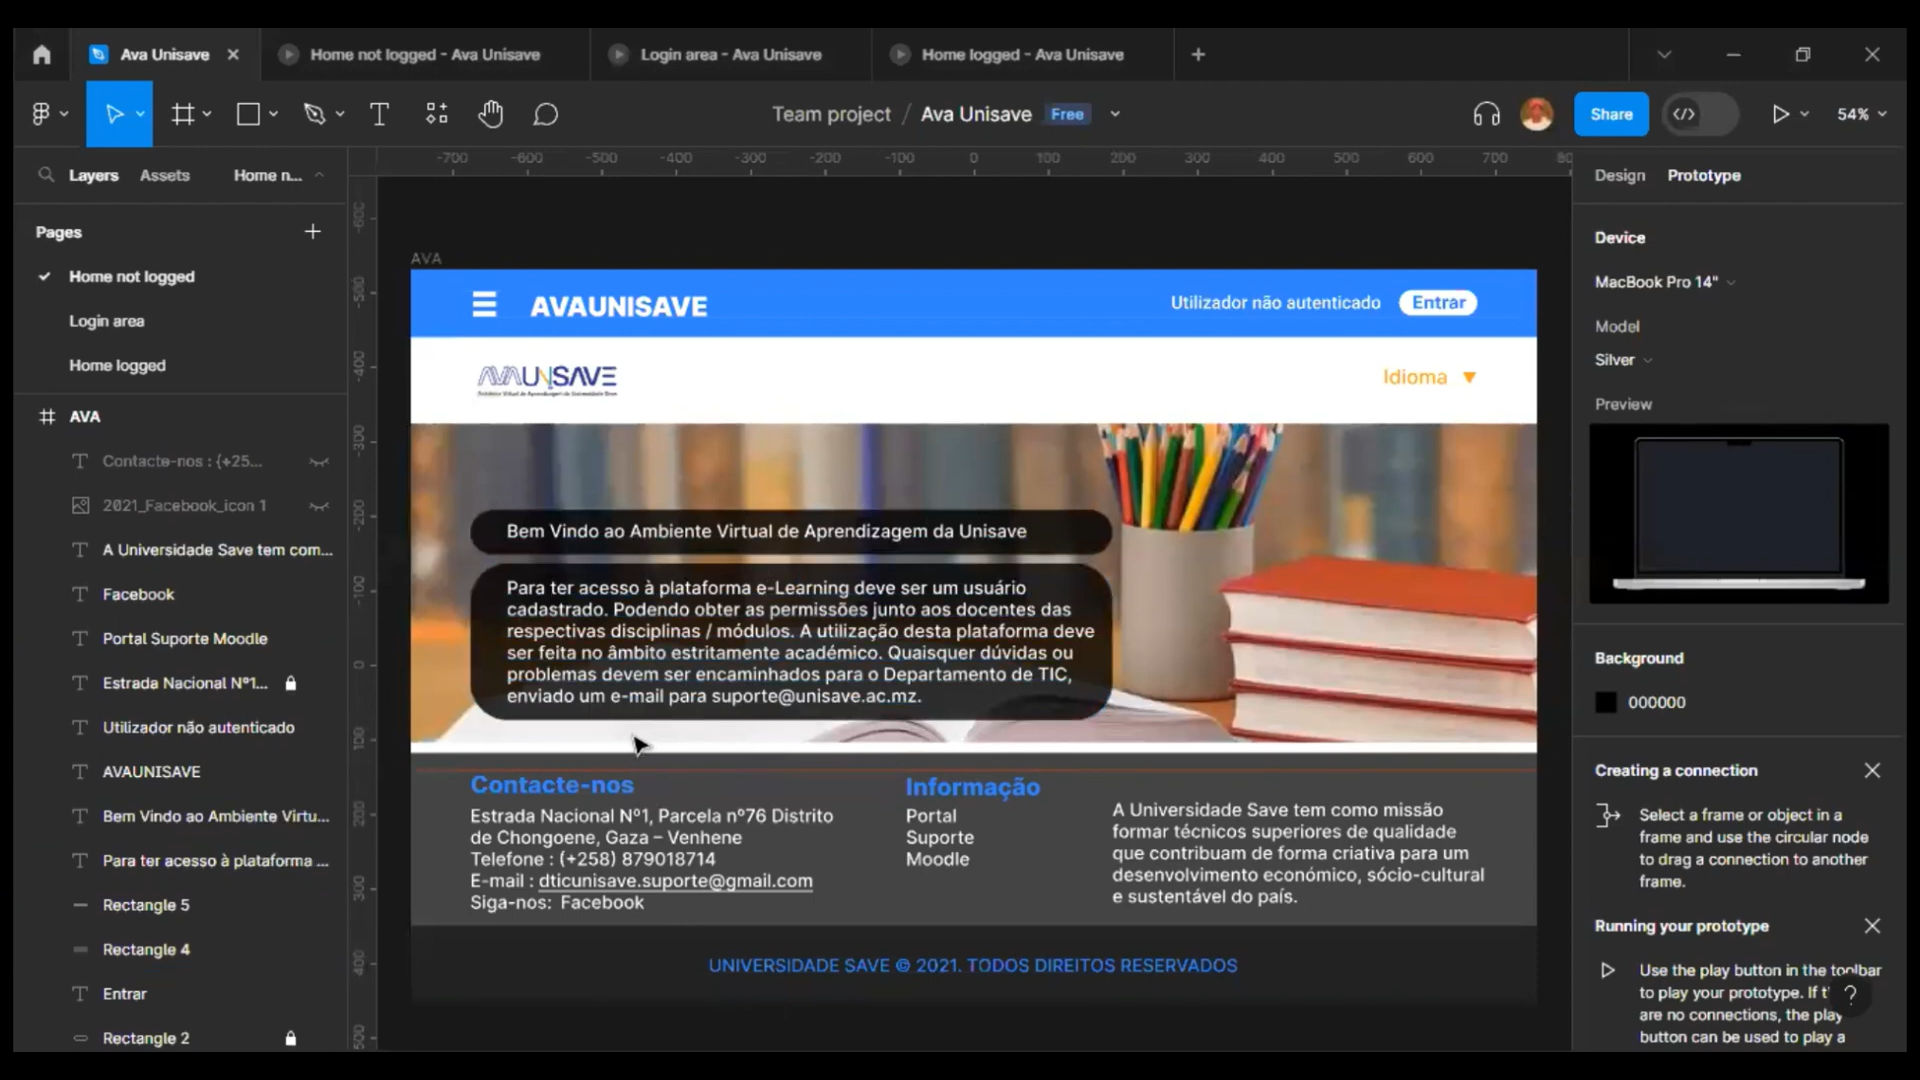 Ava Unisave
Home not logged - Ava Unisave
Login area - Ava Unisave
Home logged - Ava Unisave
Team project / Ava Unisave Free
Share
54%
Layers
Assets
Home n...
Pages
Home not logged
Login area
Home logged
AVA
Contacte-nos : (+25...
2021_Facebook_icon 1
A Universidade Save tem com...
Facebook
Portal Suporte Moodle
Estrada Nacional Nº1...
Utilizador não autenticado
AVAUNISAVE
Bem Vindo ao Ambiente Virtu...
Para ter acesso à plataforma ...
Rectangle 5
Rectangle 4
Entrar
Rectangle 2
-700 -600 -500 -400 -300 -200 -100 0 100 200 300 400 500 600 700 80
-600
-500
-400
-300
-200
-100
0
100
200
300
400
500
AVA
AVAUNISAVE
Utilizador não autenticado
Entrar
AVAUNISAVE
Idioma
Bem Vindo ao Ambiente Virtual de Aprendizagem da Unisave
Para ter acesso à plataforma e-Learning deve ser um usuário
cadastrado. Podendo obter as permissões junto aos docentes das
respectivas disciplinas / módulos. A utilização desta plataforma deve
ser feita no âmbito estritamente académico. Quaisquer dúvidas ou
problemas devem ser encaminhados para o Departamento de TIC,
enviado um e-mail para suporte@unisave.ac.mz.
Contacte-nos
Estrada Nacional Nº1, Parcela nº76 Distrito
de Chongoene, Gaza – Venhene
Telefone : (+258) 879018714
E-mail : dticunisave.suporte@gmail.com
Siga-nos: Facebook
Informação
Portal
Suporte
Moodle
A Universidade Save tem como missão
formar técnicos superiores de qualidade
que contribuam de forma criativa para um
desenvolvimento económico, sócio-cultural
e sustentável do país.
UNIVERSIDADE SAVE © 2021. TODOS DIREITOS RESERVADOS
Design
Prototype
Device
MacBook Pro 14"
Model
Silver
Preview
Background
000000
Creating a connection
Select a frame or object in a
frame and use the circular node
to drag a connection to another
frame.
Running your prototype
Use the play button in the toolbar
to play your prototype. If
are no connections, the play
button can be used to play a
?